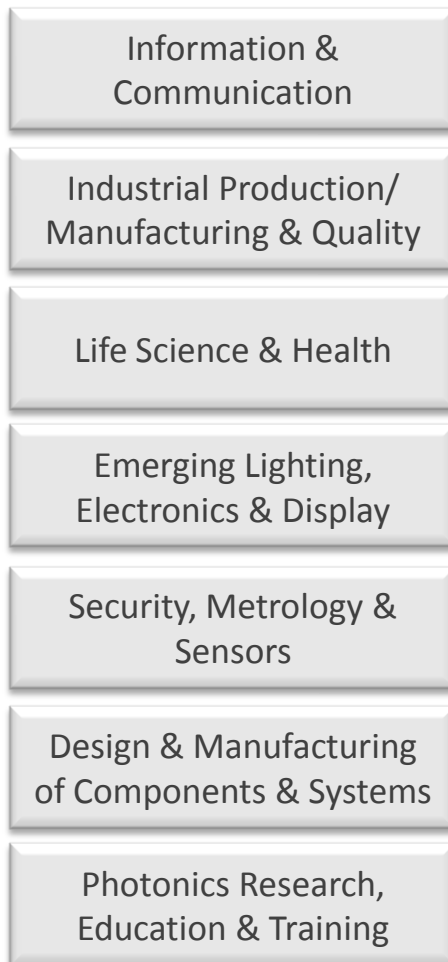 Information &
Communication
Industrial Production/
Manufacturing & Quality
Life Science & Health
Emerging Lighting,
Electronics & Display
Security, Metrology &
Sensors
Design & Manufacturing
of Components & Systems
Photonics Research,
Education & Training